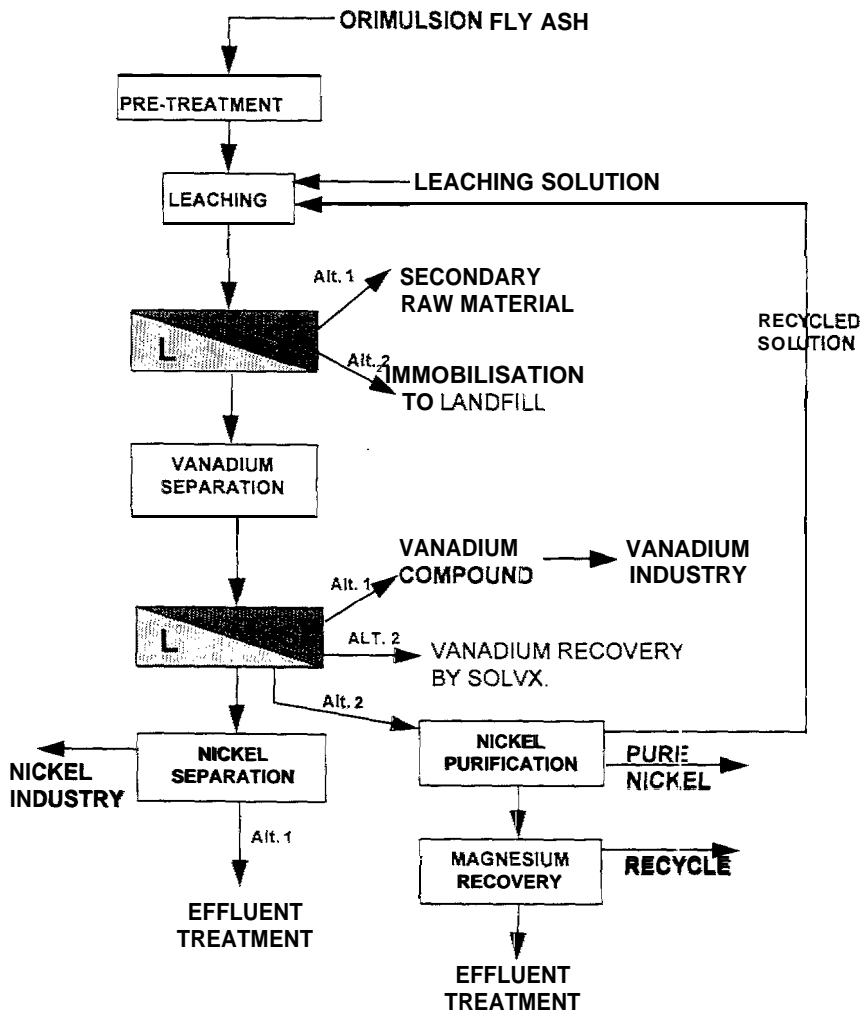 ORIMULSION FLY ASH
PRE-TREATMENT
LEACHING
LEACHING SOLUTION
Alt. 1
SECONDARY
RAW MATERIAL
RECYCLED
SOLUTION
L
Alt. 2
IMMOBILISATION
TO LANDFILL
VANADIUM
SEPARATION
VANADIUM
COMPOUND
VANADIUM
INDUSTRY
Alt. 1
L
ALT. 2
VANADIUM RECOVERY
BY SOLVX.
Alt. 2
NICKEL
INDUSTRY
NICKEL
SEPARATION
NICKEL
PURIFICATION
PURE
NICKEL
Alt. 1
MAGNESIUM
RECOVERY
RECYCLE
EFFLUENT
TREATMENT
EFFLUENT
TREATMENT